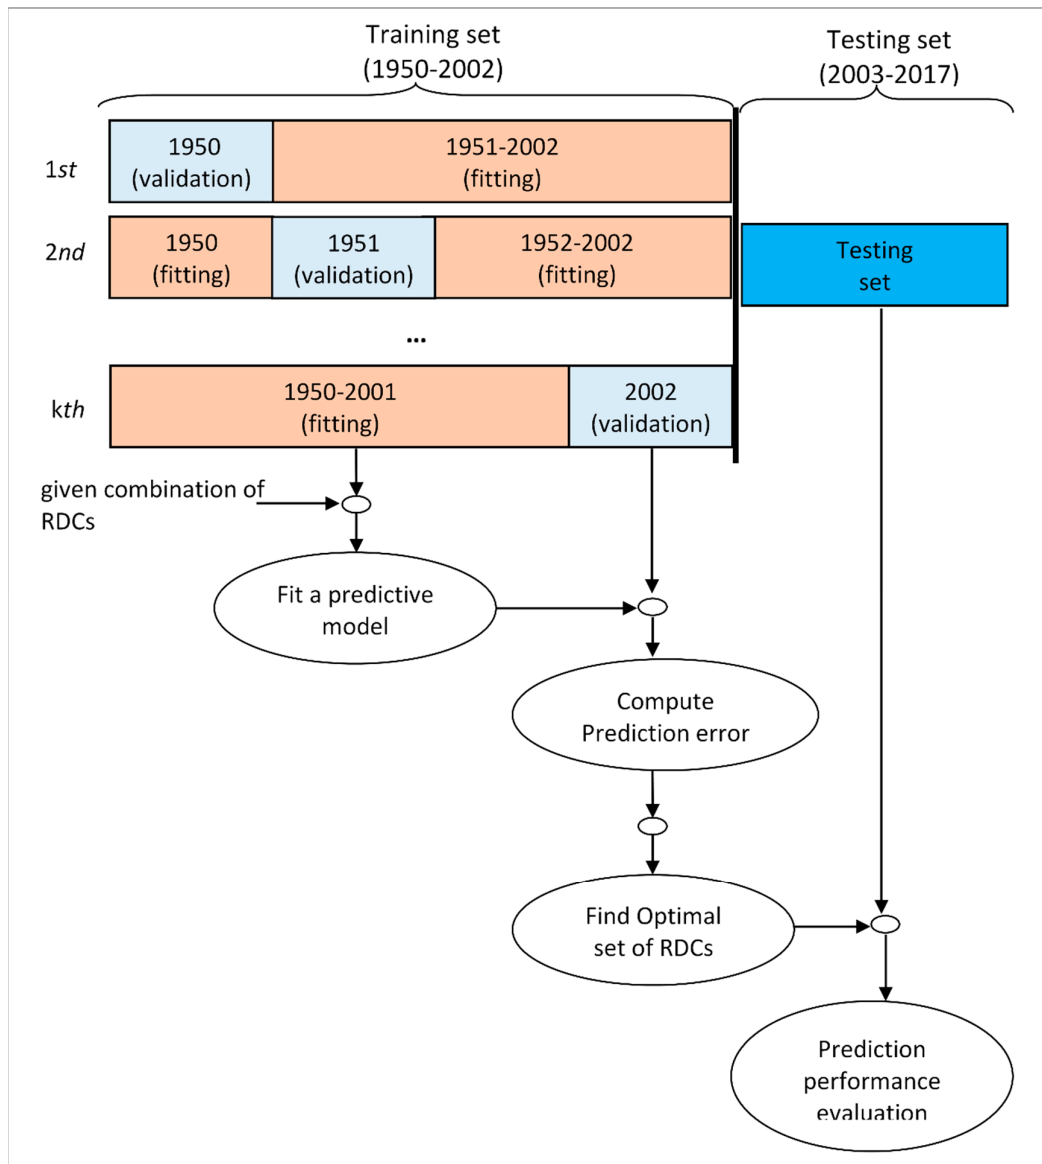 Training set
(1950-2002)
Testing set
(2003-2017)
1st
1950
(validation)
1951-2002
(fitting)
2nd
1950
(fitting)
1951
(validation)
1952-2002
(fitting)
Testing
set
...
kth
1950-2001
(fitting)
2002
(validation)
given combination of
RDCs
Fit a predictive
model
Compute
Prediction error
Find Optimal
set of RDCs
Prediction
performance
evaluation